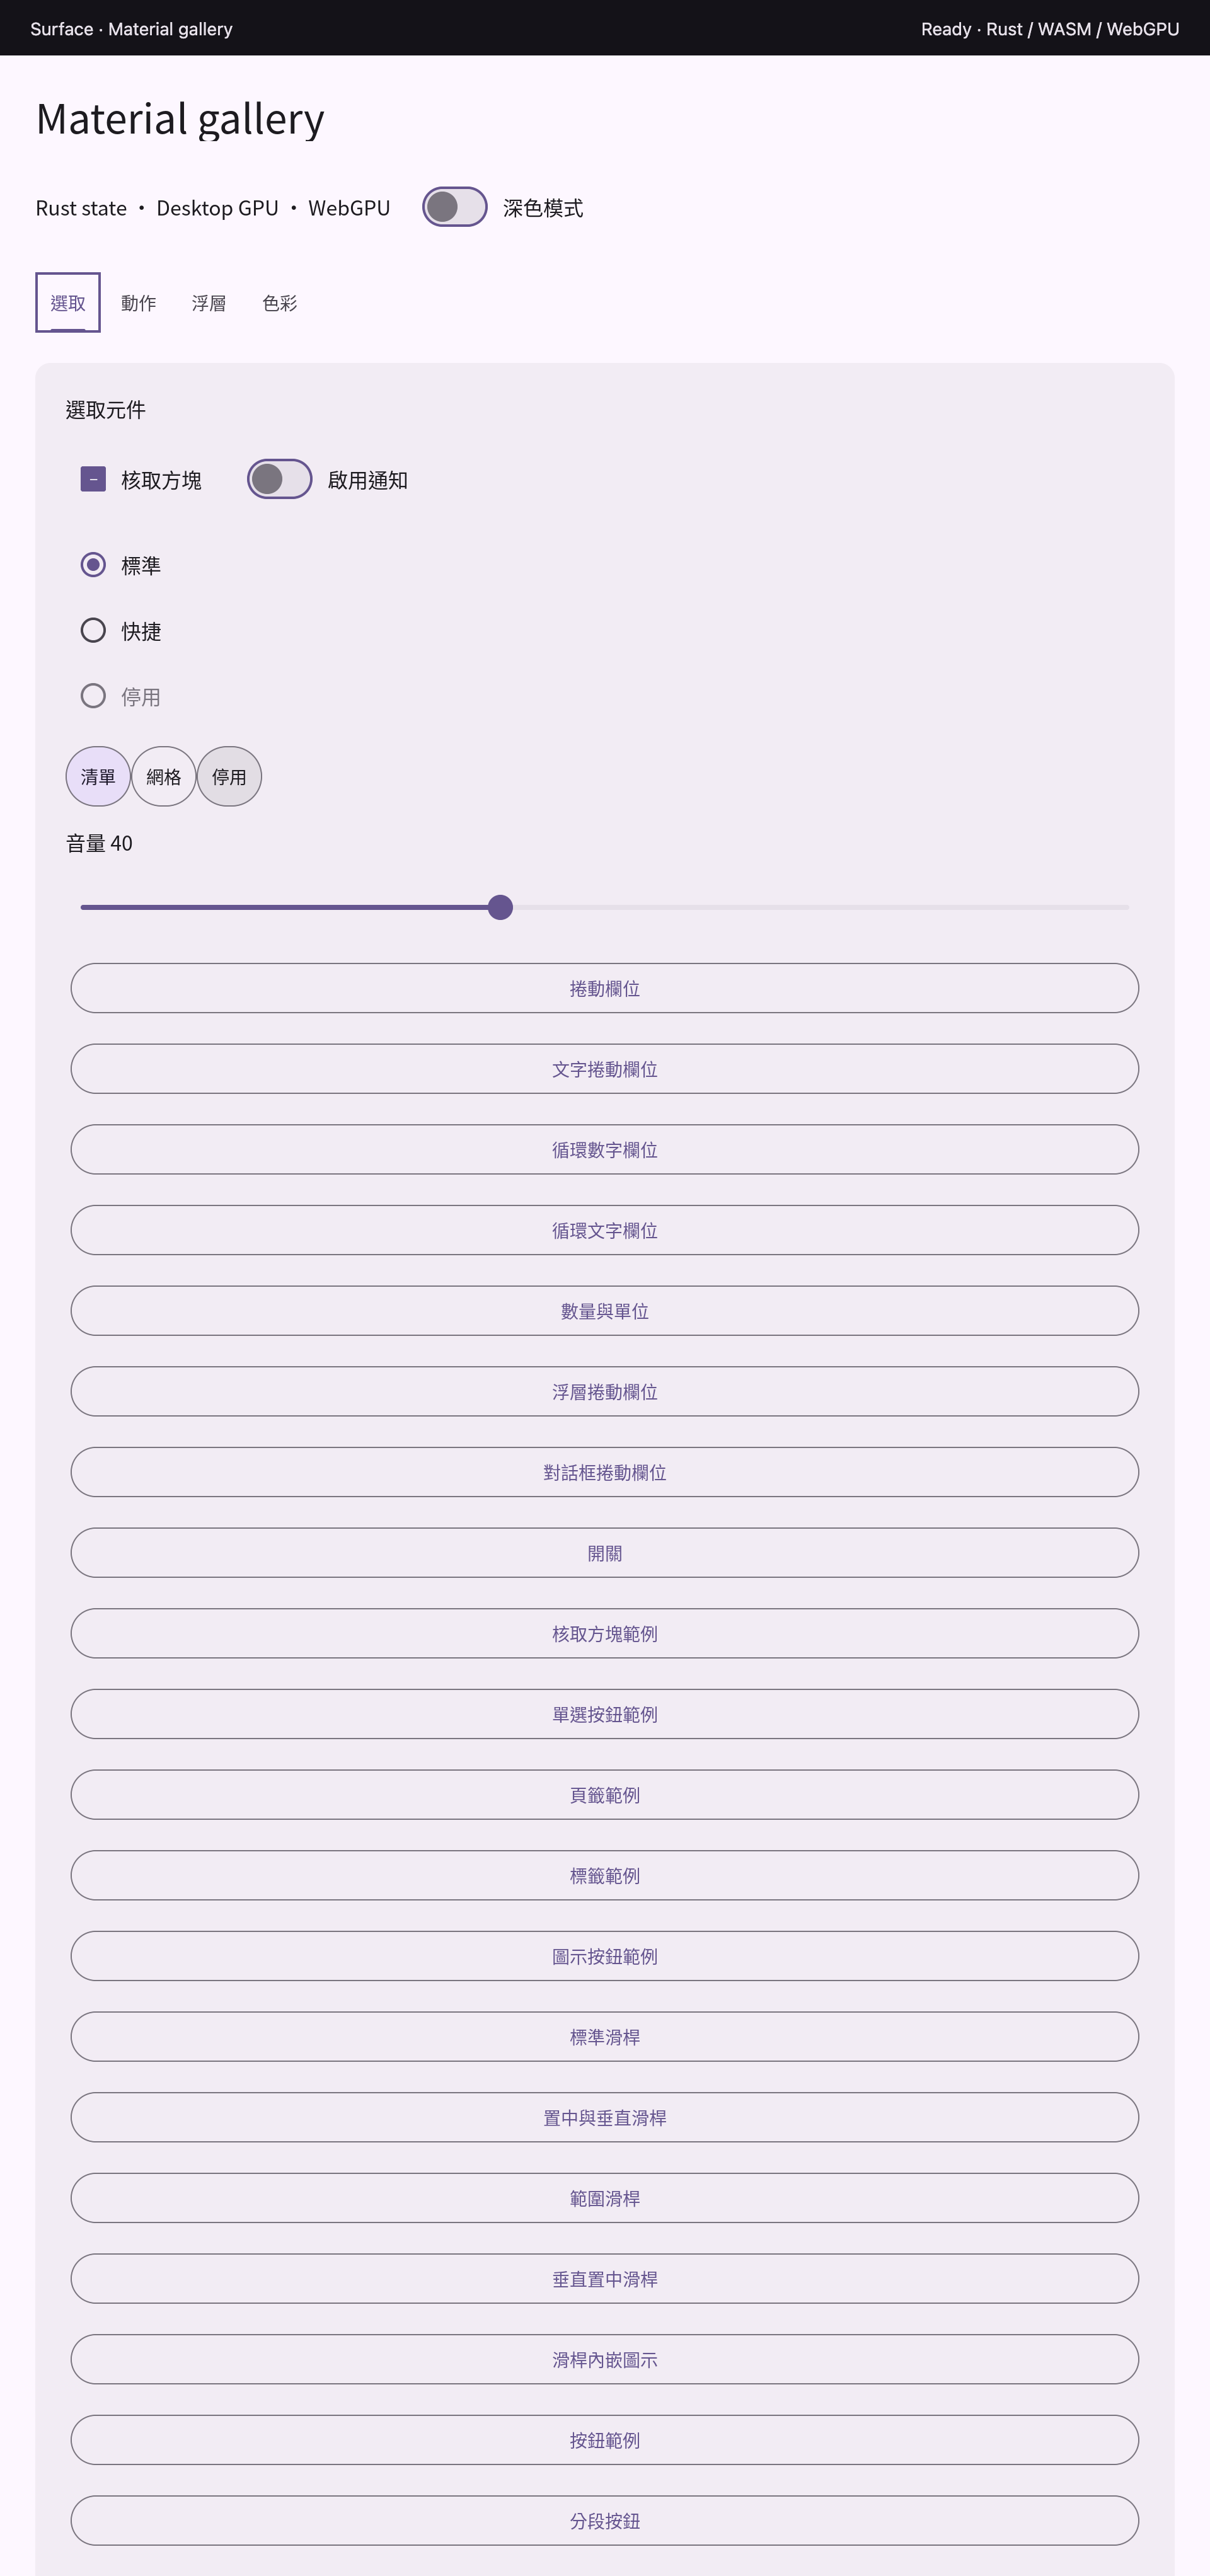 Surface · Material gallery
Ready · Rust / WASM / WebGPU
Material gallery
Rust state • Desktop GPU • WebGPU 深色模式
選取 動作 浮層 色彩
選取元件
核取方塊 啟用通知
標準
快捷
停用
清單 網格 停用
音量 40
捲動欄位
文字捲動欄位
循環數字欄位
循環文字欄位
數量與單位
浮層捲動欄位
對話框捲動欄位
開關
核取方塊範例
單選按鈕範例
頁籤範例
標籤範例
圖示按鈕範例
標準滑桿
置中與垂直滑桿
範圍滑桿
垂直置中滑桿
滑桿內嵌圖示
按鈕範例
分段按鈕